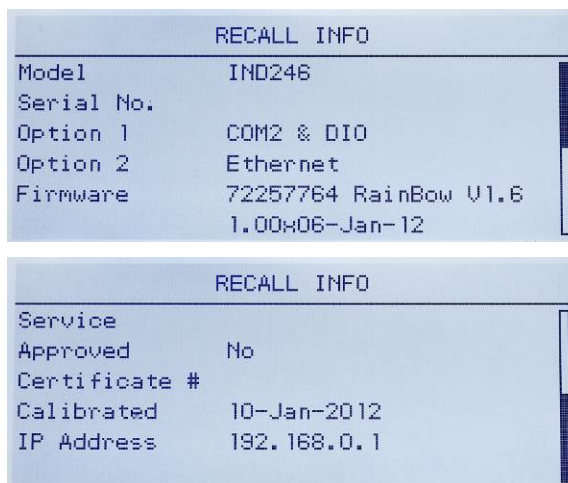 RECALL INFO
Model IND246
Serial No.
Option 1 COM2 & DIO
Option 2 Ethernet
Firmware 72257764 RainBow V1.6
1.00x06-Jan-12
RECALL INFO
Service
Approved No
Certificate #
Calibrated 10-Jan-2012
IP Address 192.168.0.1